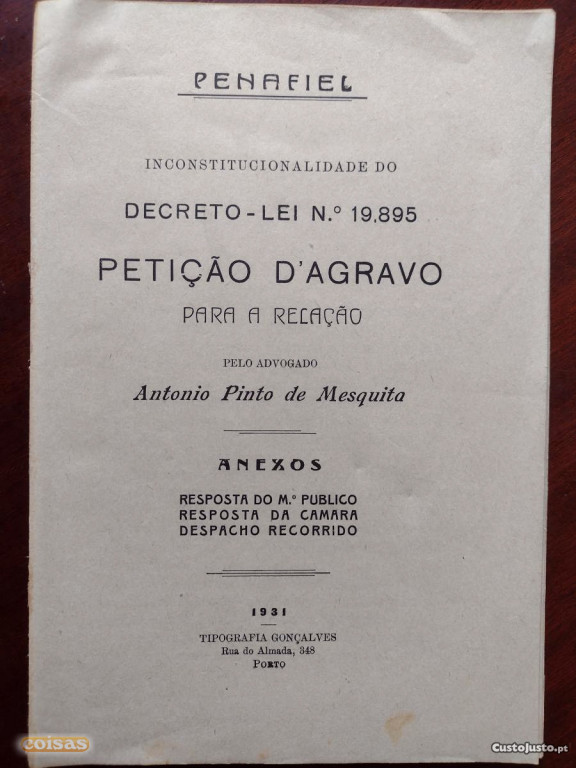 PENAFIEL
INCONSTITUCIONALIDADE DO
DECRETO - LEI N.º 19.895
PETIÇÃO D'AGRAVO
PARA A RELAÇÃO
PELO ADVOGADO
Antonio Pinto de Mesquita
ANEXOS
RESPOSTA DO M.º PUBLICO
RESPOSTA DA CAMARA
DESPACHO RECORRIDO
1931
TIPOGRAFIA GONÇALVES
Rua do Almada, 348
PORTO
coisas
CustoJusto.pt